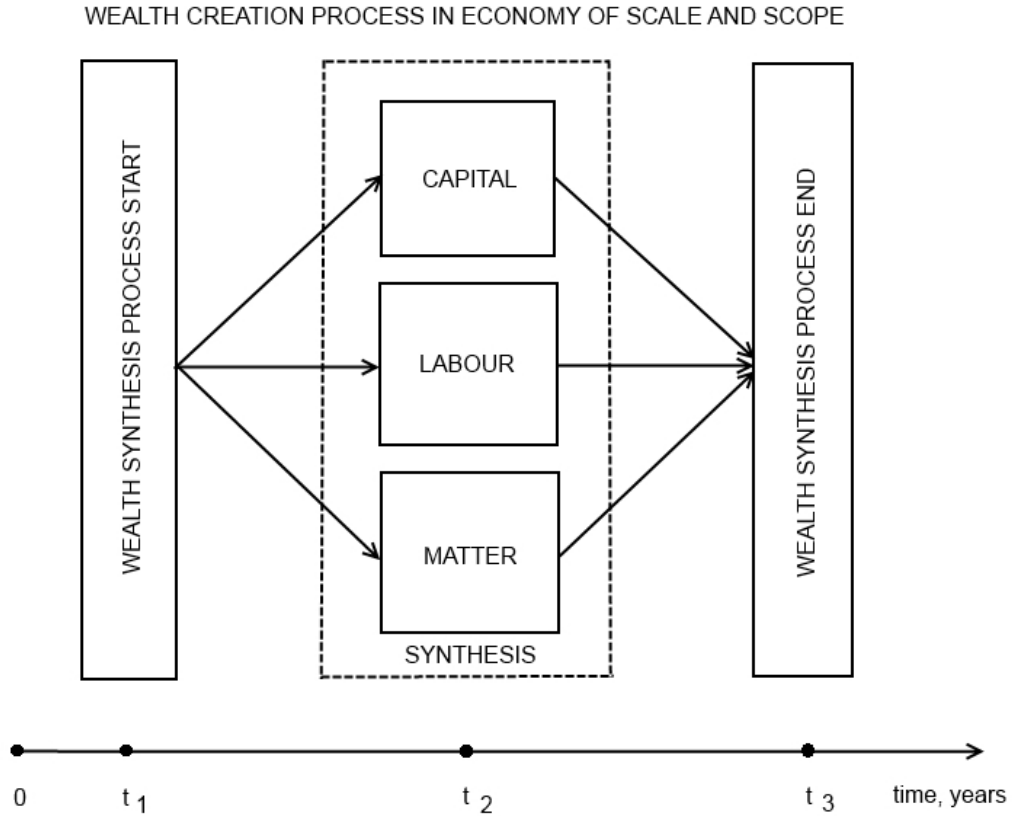 WEALTH CREATION PROCESS IN ECONOMY OF SCALE AND SCOPE
WEALTH SYNTHESIS PROCESS START
CAPITAL
LABOUR
MATTER
SYNTHESIS
WEALTH SYNTHESIS PROCESS END
0
t 1
t 2
t 3
time, years